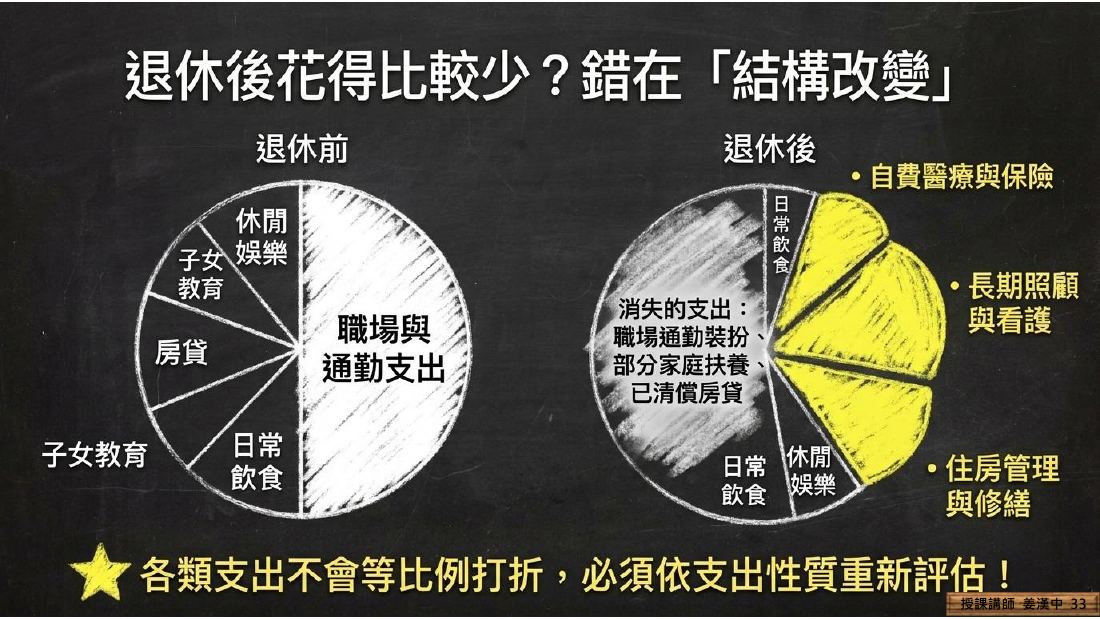 退休後花得比較少？錯在「結構改變」
退休前
休閒
娛樂
子女
教育
房貸
子女教育
日常
飲食
職場與
通勤支出
退休後
日常飲食
消失的支出：
職場通勤裝扮、
部分家庭扶養、
已清償房貸
日常
飲食
休閒
娛樂
• 自費醫療與保險
• 長期照顧
與看護
• 住房管理
與修繕
各類支出不會等比例打折，必須依支出性質重新評估！
授課講師 姜漢中 33